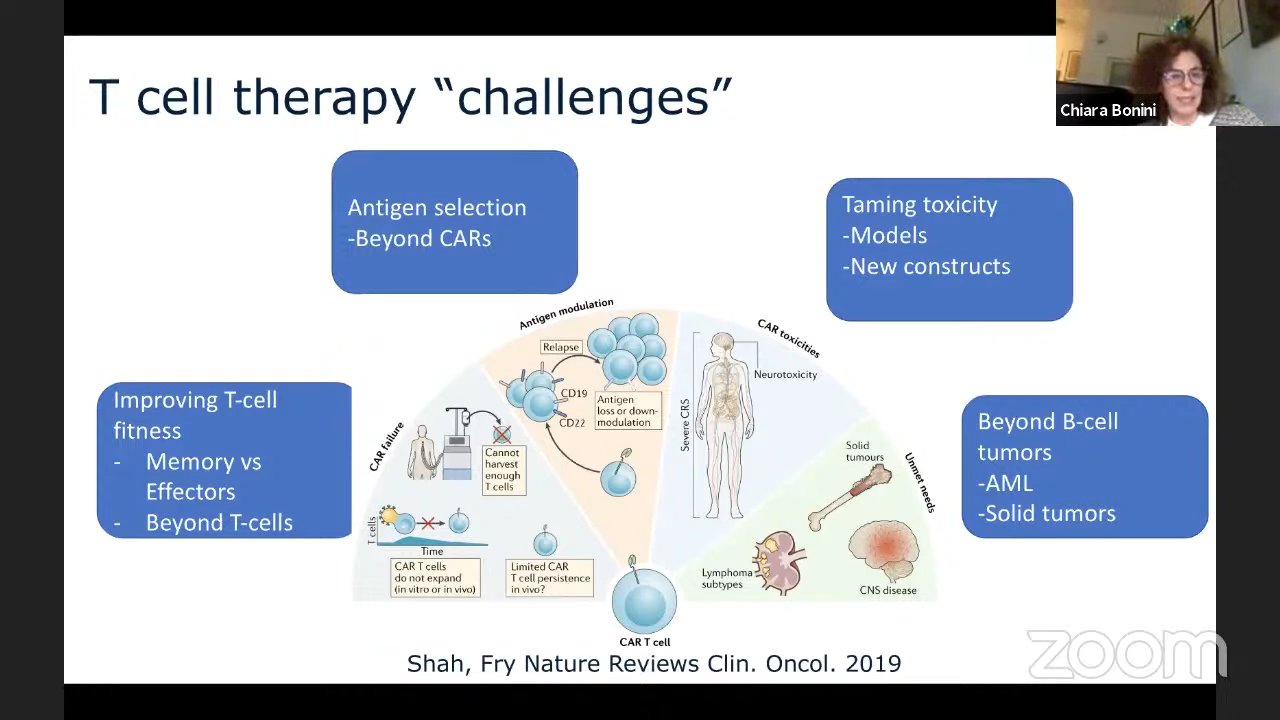 T cell therapy “challenges”
Chiara Bonini
Antigen selection
-Beyond CARs
Taming toxicity
-Models
-New constructs
Improving T-cell
fitness
- Memory vs
Effectors
- Beyond T-cells
Beyond B-cell
tumors
-AML
-Solid tumors
CAR failure
Cannot
harvest
enough
T cells
T cells
Time
CAR T cells
do not expand
(in vitro or in vivo)
Limited CAR
T cell persistence
in vivo?
Antigen modulation
Relapse
CD19
CD22
Antigen
loss or down-
modulation
CAR toxicities
Neurotoxicity
Severe CRS
Unmet needs
Solid
tumours
Lymphoma
subtypes
CNS disease
CAR T cell
Shah, Fry Nature Reviews Clin. Oncol. 2019
zoom